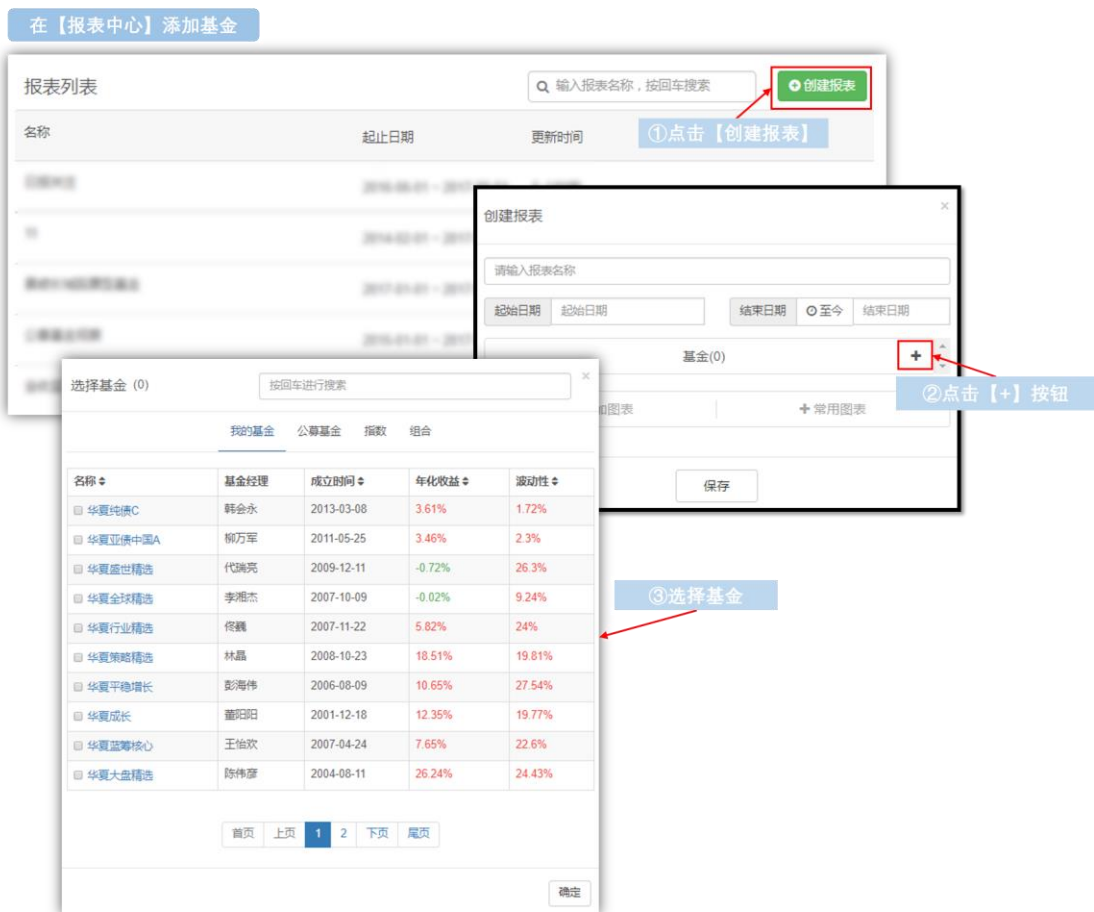 在【报表中心】添加基金
报表列表
输入报表名称，按回车搜索
创建报表
①点击【创建报表】
名称 起止日期 更新时间
创建报表
请输入报表名称
起始日期 起始日期 结束日期 至今 结束日期
基金(0) +
②点击【+】按钮
加图表 + 常用图表
保存
选择基金 (0) 按回车进行搜索
我的基金 公募基金 指数 组合
名称 基金经理 成立时间 年化收益 波动性
华夏纯债C 韩会永 2013-03-08 3.61% 1.72%
华夏亚债中国A 柳万军 2011-05-25 3.46% 2.3%
华夏盛世精选 代瑞亮 2009-12-11 -0.72% 26.3%
华夏全球精选 李湘杰 2007-10-09 -0.02% 9.24%
华夏行业精选 佟巍 2007-11-22 5.82% 24%
华夏策略精选 林晶 2008-10-23 18.51% 19.81%
华夏平稳增长 彭海伟 2006-08-09 10.65% 27.54%
华夏成长 董阳阳 2001-12-18 12.35% 19.77%
华夏蓝筹核心 王怡欢 2007-04-24 7.65% 22.6%
华夏大盘精选 陈伟彦 2004-08-11 26.24% 24.43%
③选择基金
首页 上页 1 2 下页 尾页
确定